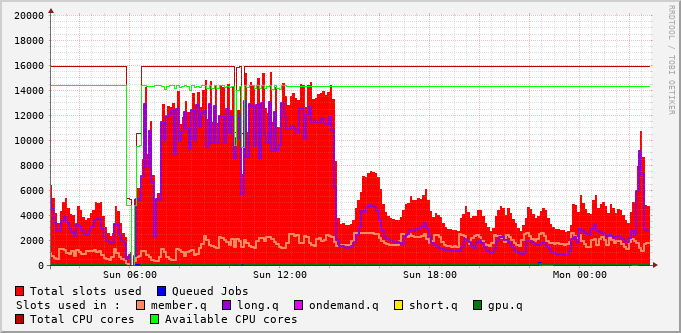 RRDTOOL / TOBI OETIKER
20000
18000
16000
14000
12000
10000
8000
6000
4000
2000
0
Sun 06:00 Sun 12:00 Sun 18:00 Mon 00:00
Total slots used Queued Jobs
Slots used in : member.q long.q ondemand.q short.q gpu.q
Total CPU cores Available CPU cores